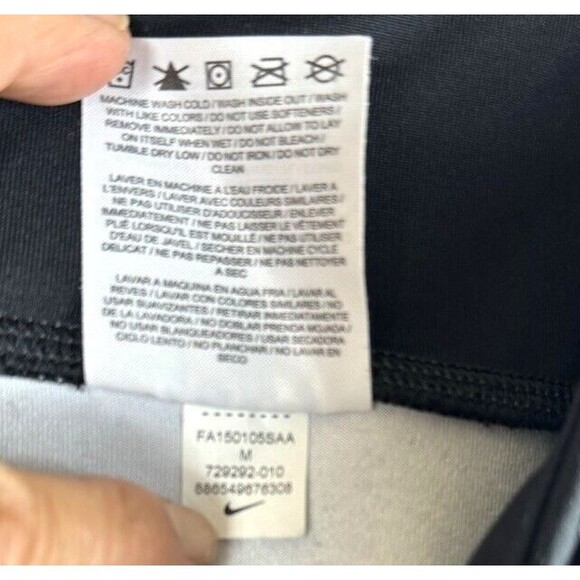 MACHINE WASH COLD / WASH INSIDE OUT / WASH
WITH LIKE COLORS / DO NOT USE SOFTENERS /
REMOVE IMMEDIATELY / DO NOT ALLOW TO LAY
ON ITSELF WHEN WET / DO NOT BLEACH /
TUMBLE DRY LOW / DO NOT IRON / DO NOT DRY
CLEAN
LAVER EN MACHINE A L'EAU FROIDE / LAVER A
L'ENVERS / LAVER AVEC COULEURS SIMILAIRES /
NE PAS UTILISER D'ADOUCISSEUR / ENLEVER
IMMEDIATEMENT / NE PAS LAISSER LE VÊTEMENT
PLIÉ LORSQU'IL EST MOUILLÉ / NE PAS UTILISER
D'EAU DE JAVEL / SECHER EN MACHINE CYCLE
DELICAT / NE PAS REPASSER / NE PAS NETTOYER
A SEC
LAVAR A MAQUINA EN AGUA FRIA / LAVAR AL
REVES / LAVAR CON COLORES SIMILARES / NO
USAR SUAVIZANTES / RETIRAR INMEDIATAMENTE
DE LA LAVADORA / NO DOBLAR PRENDA MOJADA /
NO USAR BLANQUEADORES / USAR SECADORA
CICLO LENTO / NO PLANCHAR / NO LAVAR EN
SECO
FA150105SAA
M
729292-010
686549676308